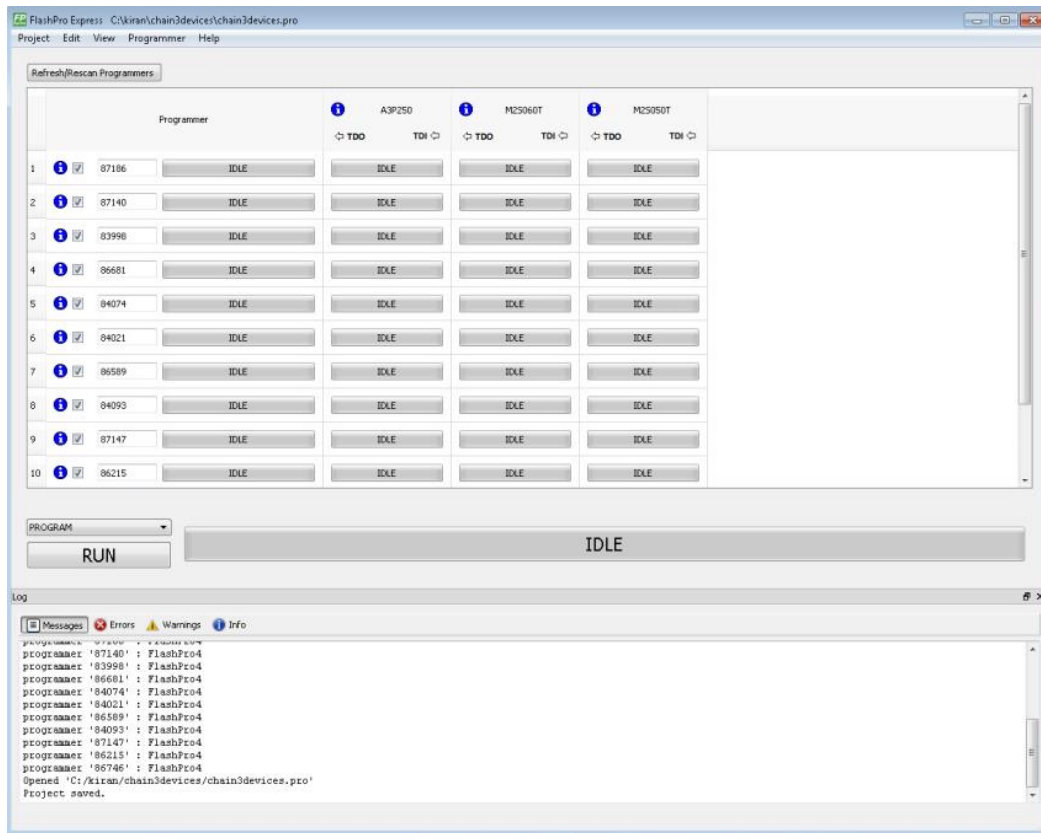 FP FlashPro Express C:\kiran\chain3devices\chain3devices.pro
Project Edit View Programmer Help
Refresh/Rescan Programmers
Programmer A3P250 M2S060T M2S050T
TDO TDI TDO TDI TDO TDI
1 87186 IDLE IDLE IDLE IDLE
2 87140 IDLE IDLE IDLE IDLE
3 83998 IDLE IDLE IDLE IDLE
4 86681 IDLE IDLE IDLE IDLE
5 84074 IDLE IDLE IDLE IDLE
6 84021 IDLE IDLE IDLE IDLE
7 86589 IDLE IDLE IDLE IDLE
8 84093 IDLE IDLE IDLE IDLE
9 87147 IDLE IDLE IDLE IDLE
10 86215 IDLE IDLE IDLE IDLE
PROGRAM
RUN IDLE
Log
Messages Errors Warnings Info
programmer '87186' : FlashPro4
programmer '87140' : FlashPro4
programmer '83998' : FlashPro4
programmer '86681' : FlashPro4
programmer '84074' : FlashPro4
programmer '84021' : FlashPro4
programmer '86589' : FlashPro4
programmer '84093' : FlashPro4
programmer '87147' : FlashPro4
programmer '86215' : FlashPro4
programmer '86746' : FlashPro4
Opened 'C:/kiran/chain3devices/chain3devices.pro'
Project saved.